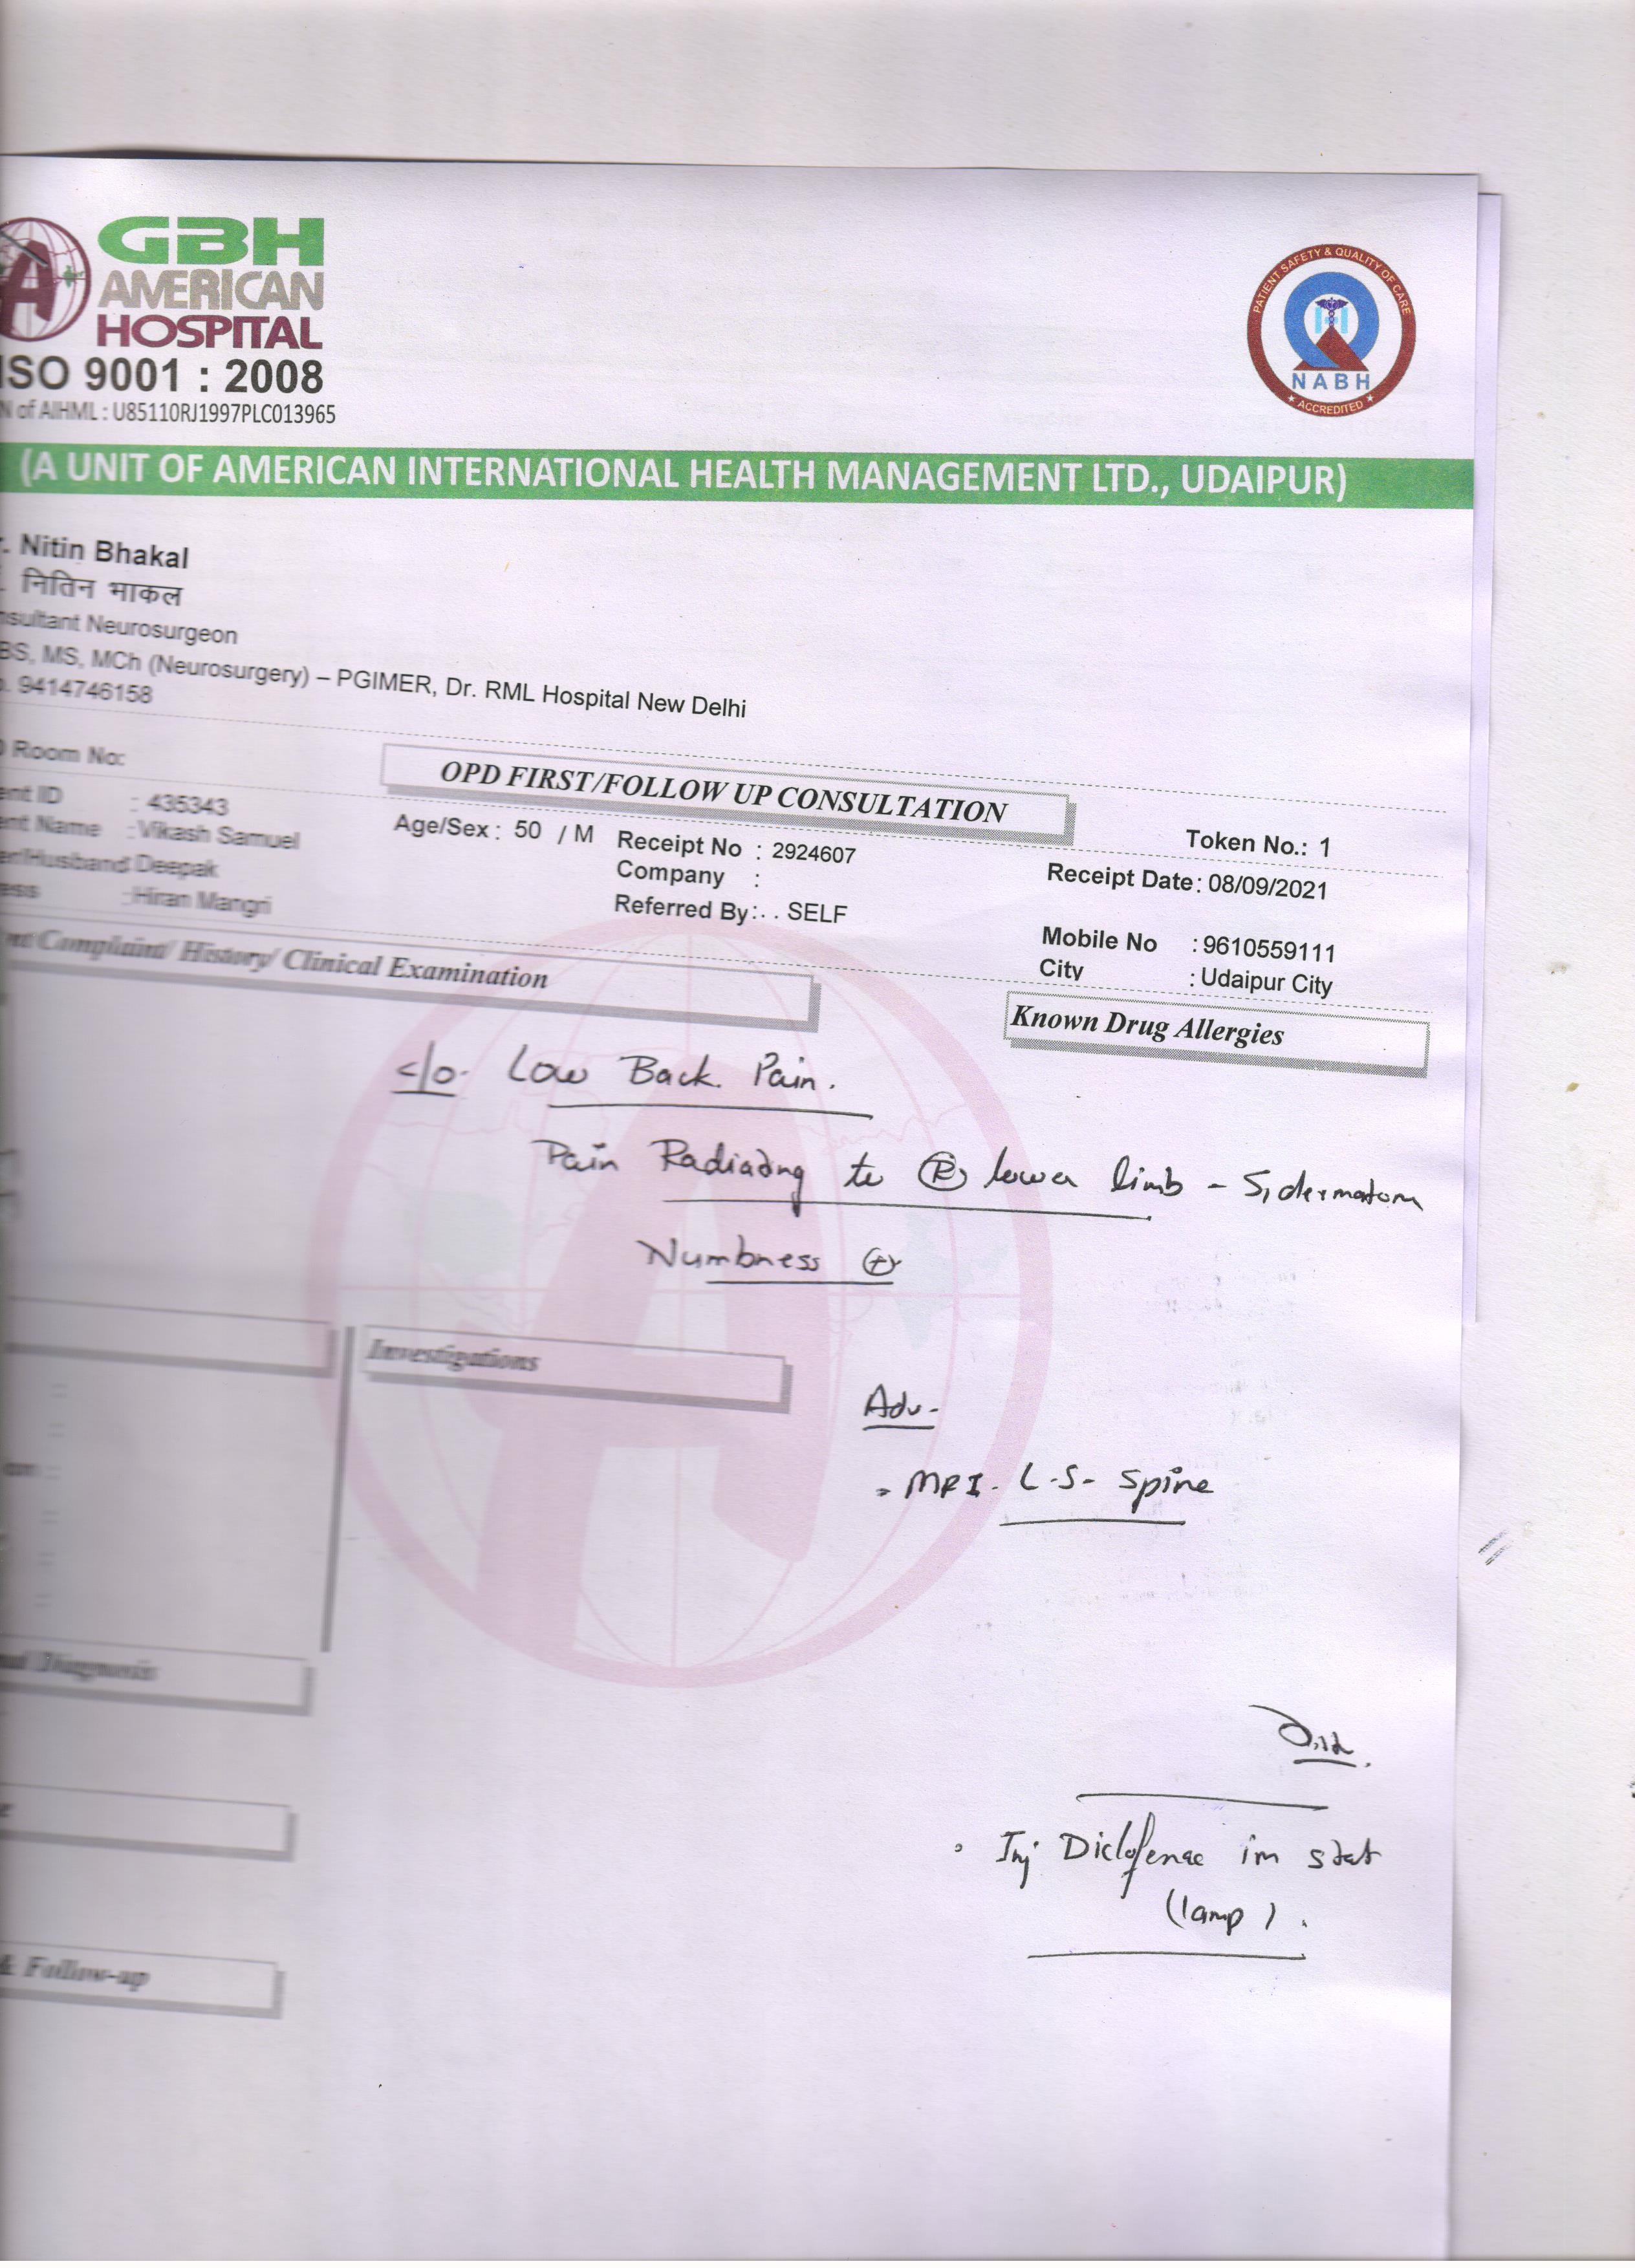 GBH
AMERICAN
HOSPITAL
ISO 9001 : 2008
N of AIHML : U85110RJ1997PLC013965
PATIENT SAFETY & QUALITY OF CARE
NABH
ACCREDITED
(A UNIT OF AMERICAN INTERNATIONAL HEALTH MANAGEMENT LTD., UDAIPUR)
. Nitin Bhakal
. नितिन भाकल
nsultant Neurosurgeon
BS, MS, MCh (Neurosurgery) – PGIMER, Dr. RML Hospital New Delhi
. 9414746158
Room No:
OPD FIRST/FOLLOW UP CONSULTATION
Token No.: 1
ent ID : 435343
Age/Sex : 50 / M Receipt No : 2924607
Receipt Date: 08/09/2021
ent Name : Vikash Samuel
Company :
er/Husband: Deepak
Referred By:. . SELF
Mobile No : 9610559111
ess : Hiran Mangri
City : Udaipur City
nt Complaint/ History/ Clinical Examination
Known Drug Allergies
c/o. Low Back Pain.
Pain Radiating to Ⓡ lower limb - S1 dermatom
Numbness ⊕
Investigations
Adv-
• MRI. L-S- Spine
nal Diagnosis
• Inj Diclofenac im stat
(1amp).
& Follow-up